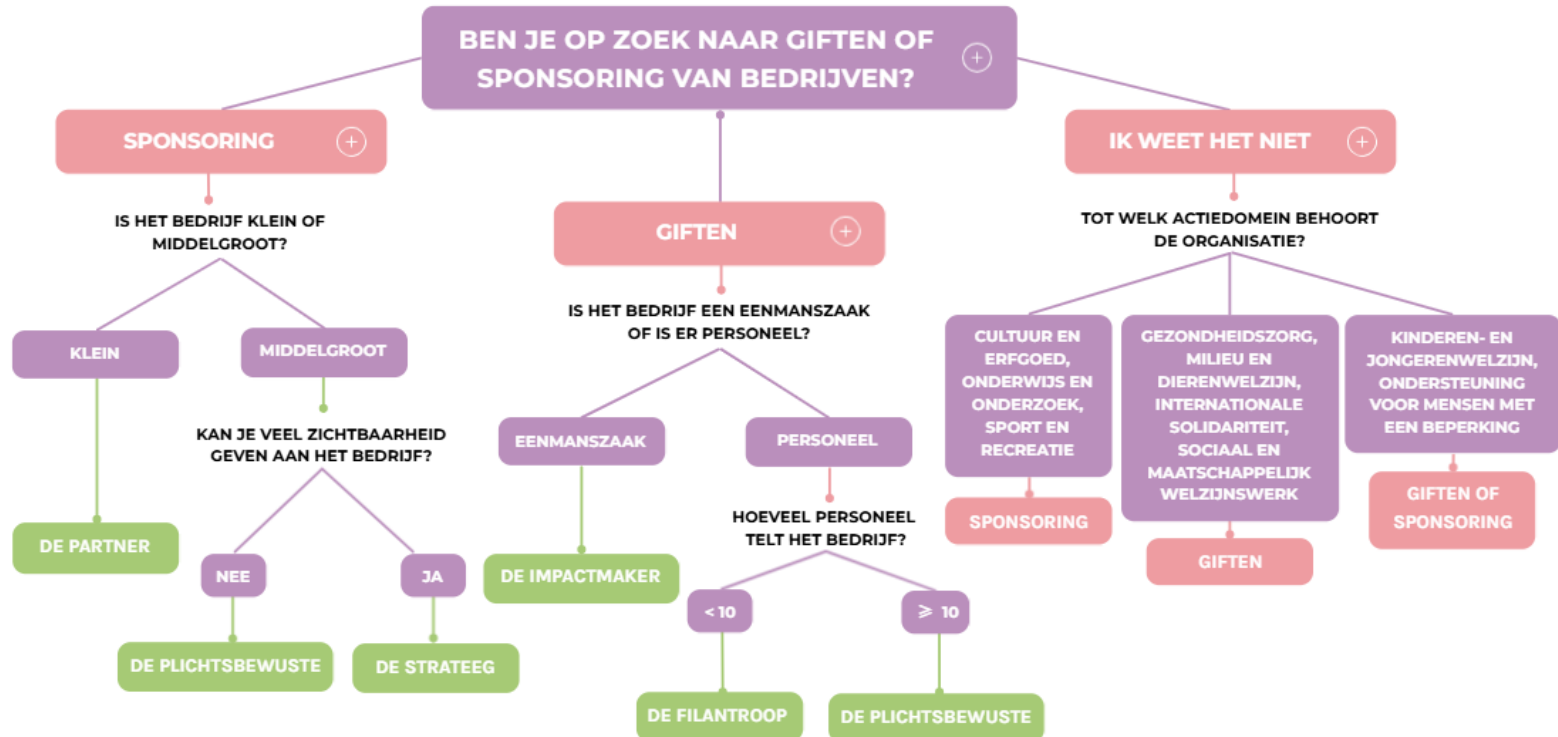 BEN JE OP ZOEK NAAR GIFTEN OF
SPONSORING VAN BEDRIJVEN?
SPONSORING
IS HET BEDRIJF KLEIN OF
MIDDELGROOT?
KLEIN
MIDDELGROOT
KAN JE VEEL ZICHTBAARHEID
GEVEN AAN HET BEDRIJF?
DE PARTNER
NEE
JA
DE PLICHTSBEWUSTE
DE STRATEEG
GIFTEN
IS HET BEDRIJF EEN EENMANSZAAK
OF IS ER PERSONEEL?
EENMANSZAAK
PERSONEEL
DE IMPACTMAKER
HOEVEEL PERSONEEL
TELT HET BEDRIJF?
< 10
⩾ 10
DE FILANTROOP
DE PLICHTSBEWUSTE
IK WEET HET NIET
TOT WELK ACTIEDOMEIN BEHOORT
DE ORGANISATIE?
CULTUUR EN
ERFGOED,
ONDERWIJS EN
ONDERZOEK,
SPORT EN
RECREATIE
SPONSORING
GEZONDHEIDSZORG,
MILIEU EN
DIERENWELZIJN,
INTERNATIONALE
SOLIDARITEIT,
SOCIAAL EN
MAATSCHAPPELIJK
WELZIJNSWERK
GIFTEN
KINDEREN- EN
JONGERENWELZIJN,
ONDERSTEUNING
VOOR MENSEN MET
EEN BEPERKING
GIFTEN OF
SPONSORING